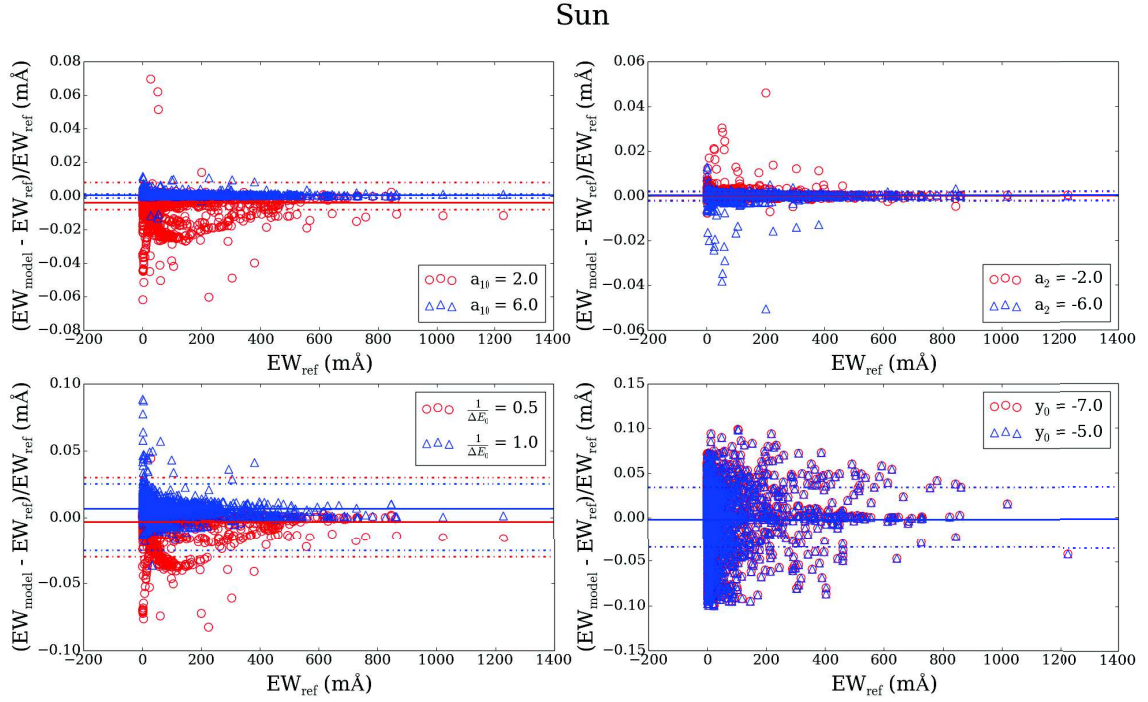 Sun
(EW_model - EW_ref)/EW_ref (mÅ)
0.08
0.06
0.04
0.02
0.00
−0.02
−0.04
−0.06
−0.08
−200 0 200 400 600 800 1000 1200 1400
EW_ref (mÅ)
a_10 = 2.0
a_10 = 6.0
(EW_model - EW_ref)/EW_ref (mÅ)
0.06
0.04
0.02
0.00
−0.02
−0.04
−0.06
−200 0 200 400 600 800 1000 1200 1400
EW_ref (mÅ)
a_2 = -2.0
a_2 = -6.0
(EW_model - EW_ref)/EW_ref (mÅ)
0.10
0.05
0.00
−0.05
−0.10
−200 0 200 400 600 800 1000 1200 1400
EW_ref (mÅ)
1/ΔE_0 = 0.5
1/ΔE_0 = 1.0
(EW_model - EW_ref)/EW_ref (mÅ)
0.15
0.10
0.05
0.00
−0.05
−0.10
−0.15
−200 0 200 400 600 800 1000 1200 1400
EW_ref (mÅ)
y_0 = -7.0
y_0 = -5.0